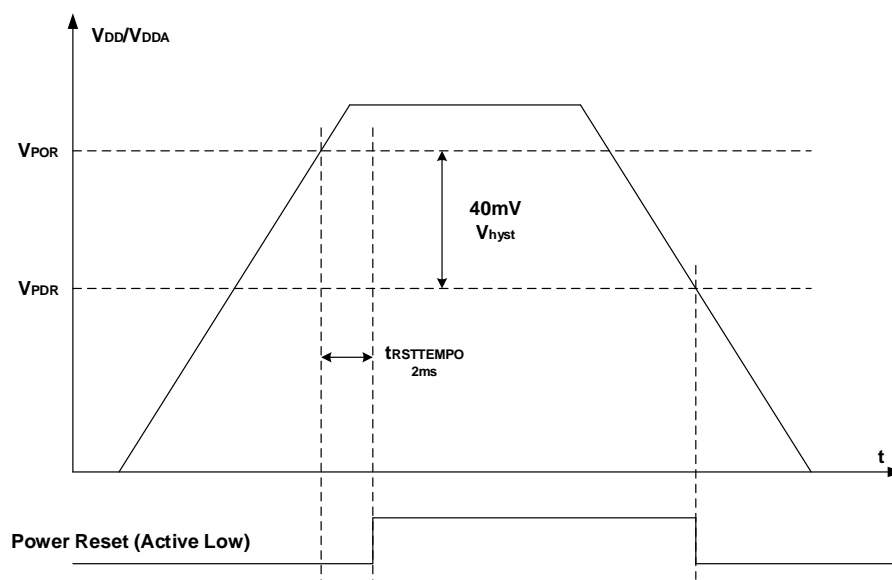 VDD/VDDA
VPOR
40mV
Vhyst
VPDR
tRSTTEMPO
2ms
t
Power Reset (Active Low)